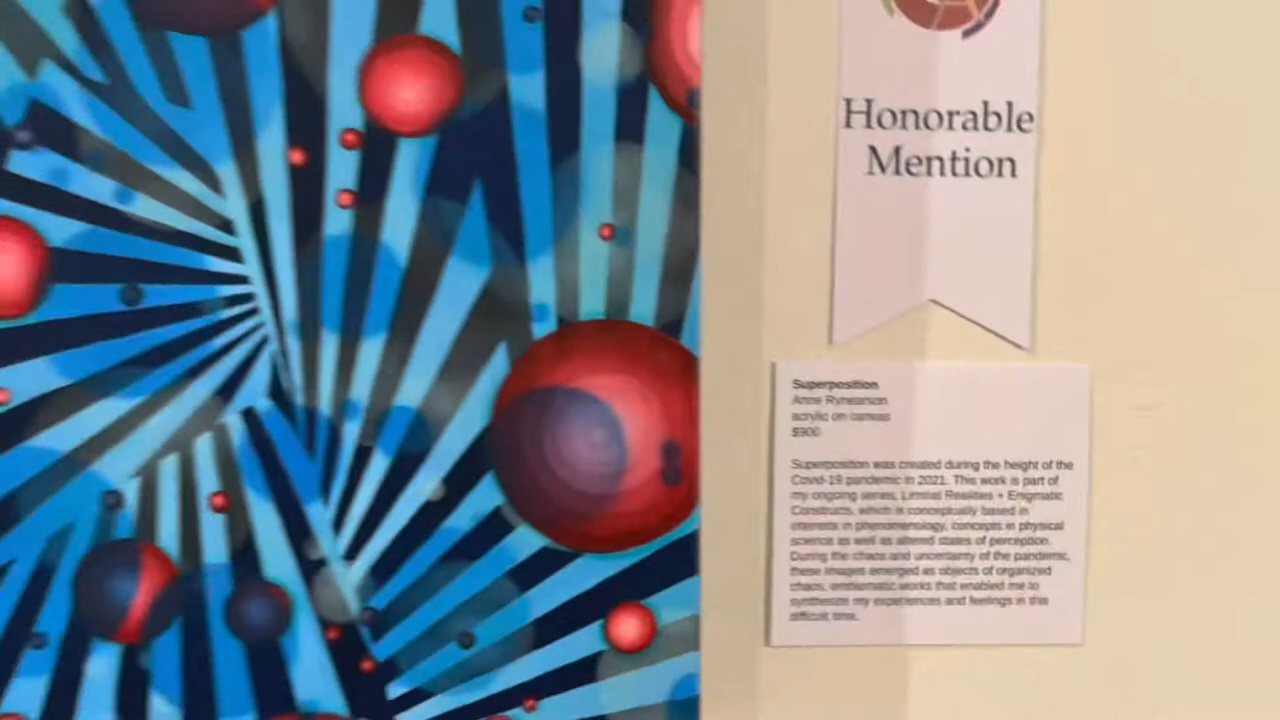 Honorable
Mention
Superposition
Anne Rynearson
acrylic on canvas
$900
Superposition was created during the height of the
Covid-19 pandemic in 2021. This work is part of
my ongoing series, Liminal Realities + Enigmatic
Constructs, which is conceptually based in
interests in phenomenology, concepts in physical
science as well as altered states of perception.
During the chaos and uncertainty of the pandemic,
these images emerged as objects of organized
chaos, emblematic works that enabled me to
synthesize my experiences and feelings in this
difficult time.